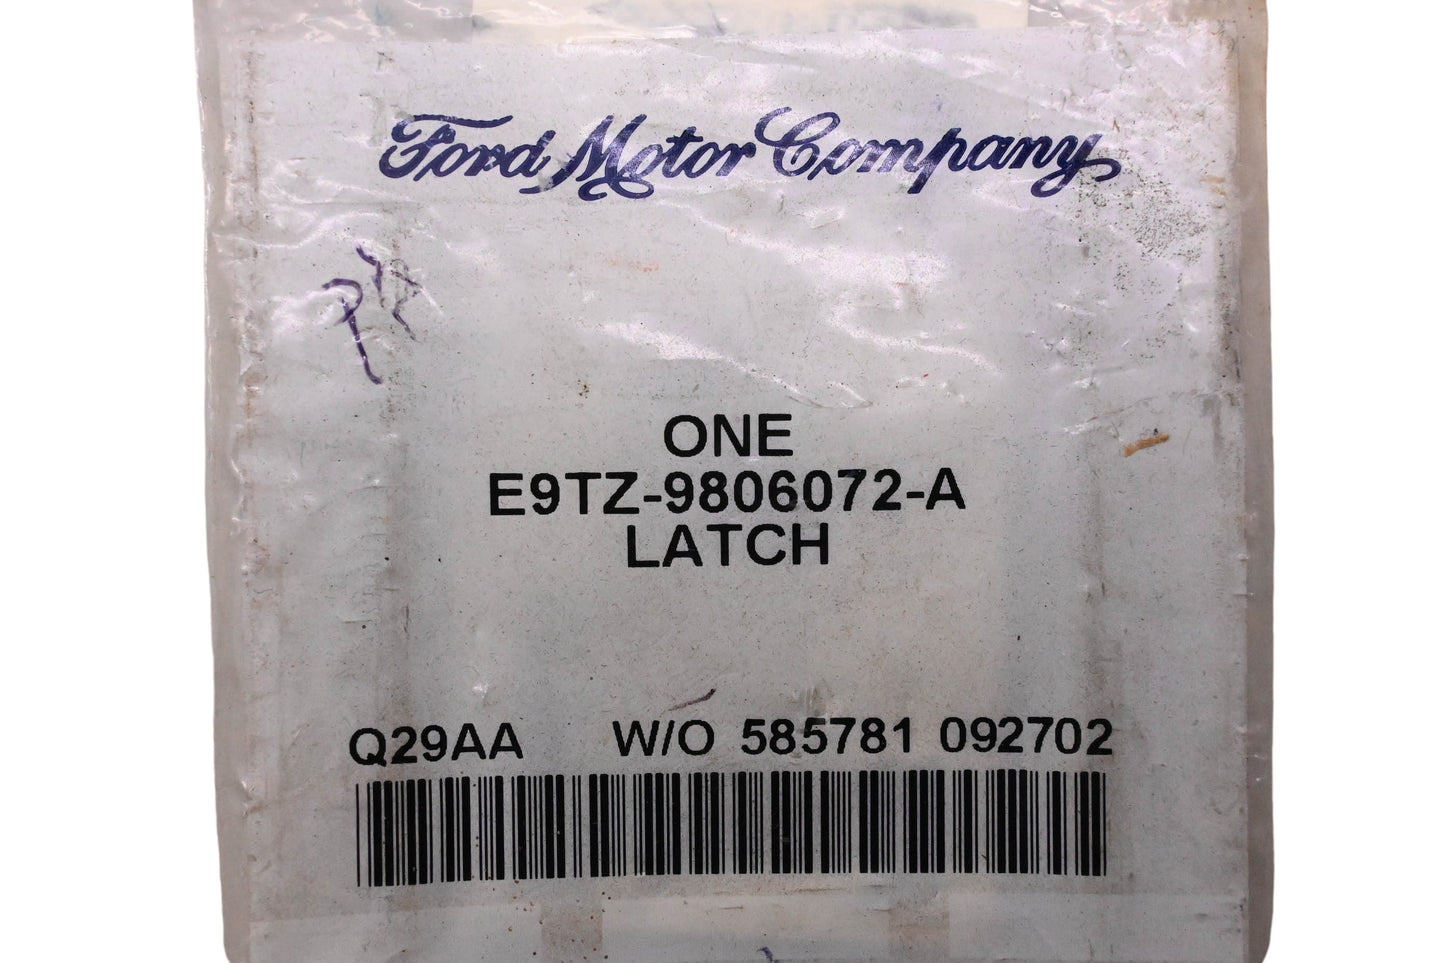 Ford Motor Company
ONE
E9TZ-9806072-A
LATCH
Q29AA W/O 585781 092702